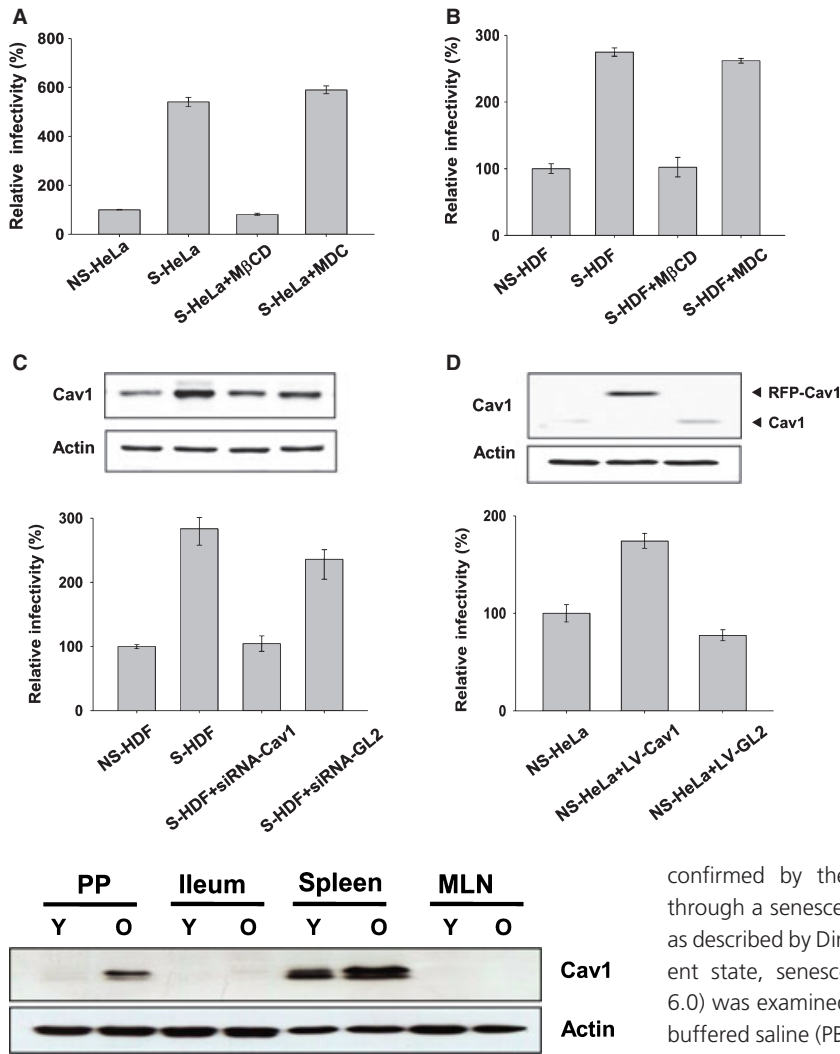 A
Relative infectivity (%)
800
600
400
200
0
NS-HeLa
S-HeLa
S-HeLa+MβCD
S-HeLa+MDC
B
Relative infectivity (%)
300
200
100
0
NS-HDF
S-HDF
S-HDF+MβCD
S-HDF+MDC
C
Cav1
Actin
Relative infectivity (%)
300
200
100
0
NS-HDF
S-HDF
S-HDF+siRNA-Cav1
S-HDF+siRNA-GL2
D
Cav1
◄ RFP-Cav1
◄ Cav1
Actin
Relative infectivity (%)
200
100
0
NS-HeLa
NS-HeLa+LV-Cav1
NS-HeLa+LV-GL2
PP Ileum Spleen MLN
Y O Y O Y O Y O
Cav1
Actin
confirmed by the
through a senesce
as described by Di
ent state, senesc
6.0) was examined
buffered saline (PB